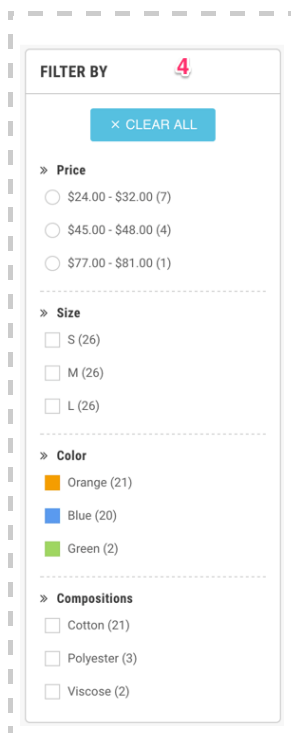 FILTER BY 4
× CLEAR ALL
» Price
$24.00 - $32.00 (7)
$45.00 - $48.00 (4)
$77.00 - $81.00 (1)
» Size
S (26)
M (26)
L (26)
» Color
Orange (21)
Blue (20)
Green (2)
» Compositions
Cotton (21)
Polyester (3)
Viscose (2)